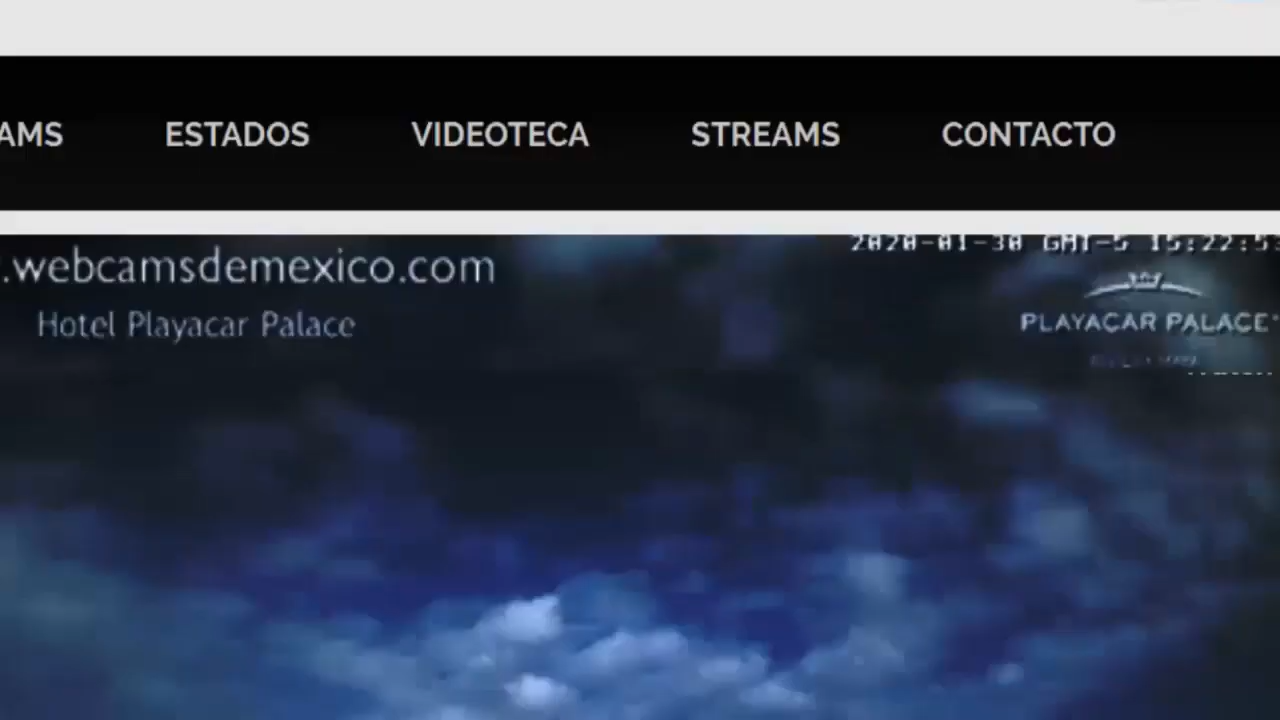 AMS ESTADOS VIDEOTECA STREAMS CONTACTO
.webcamsdemexico.com
2020-01-30 GMT-5 15:22:5
Hotel Playacar Palace
PLAYACAR PALACE